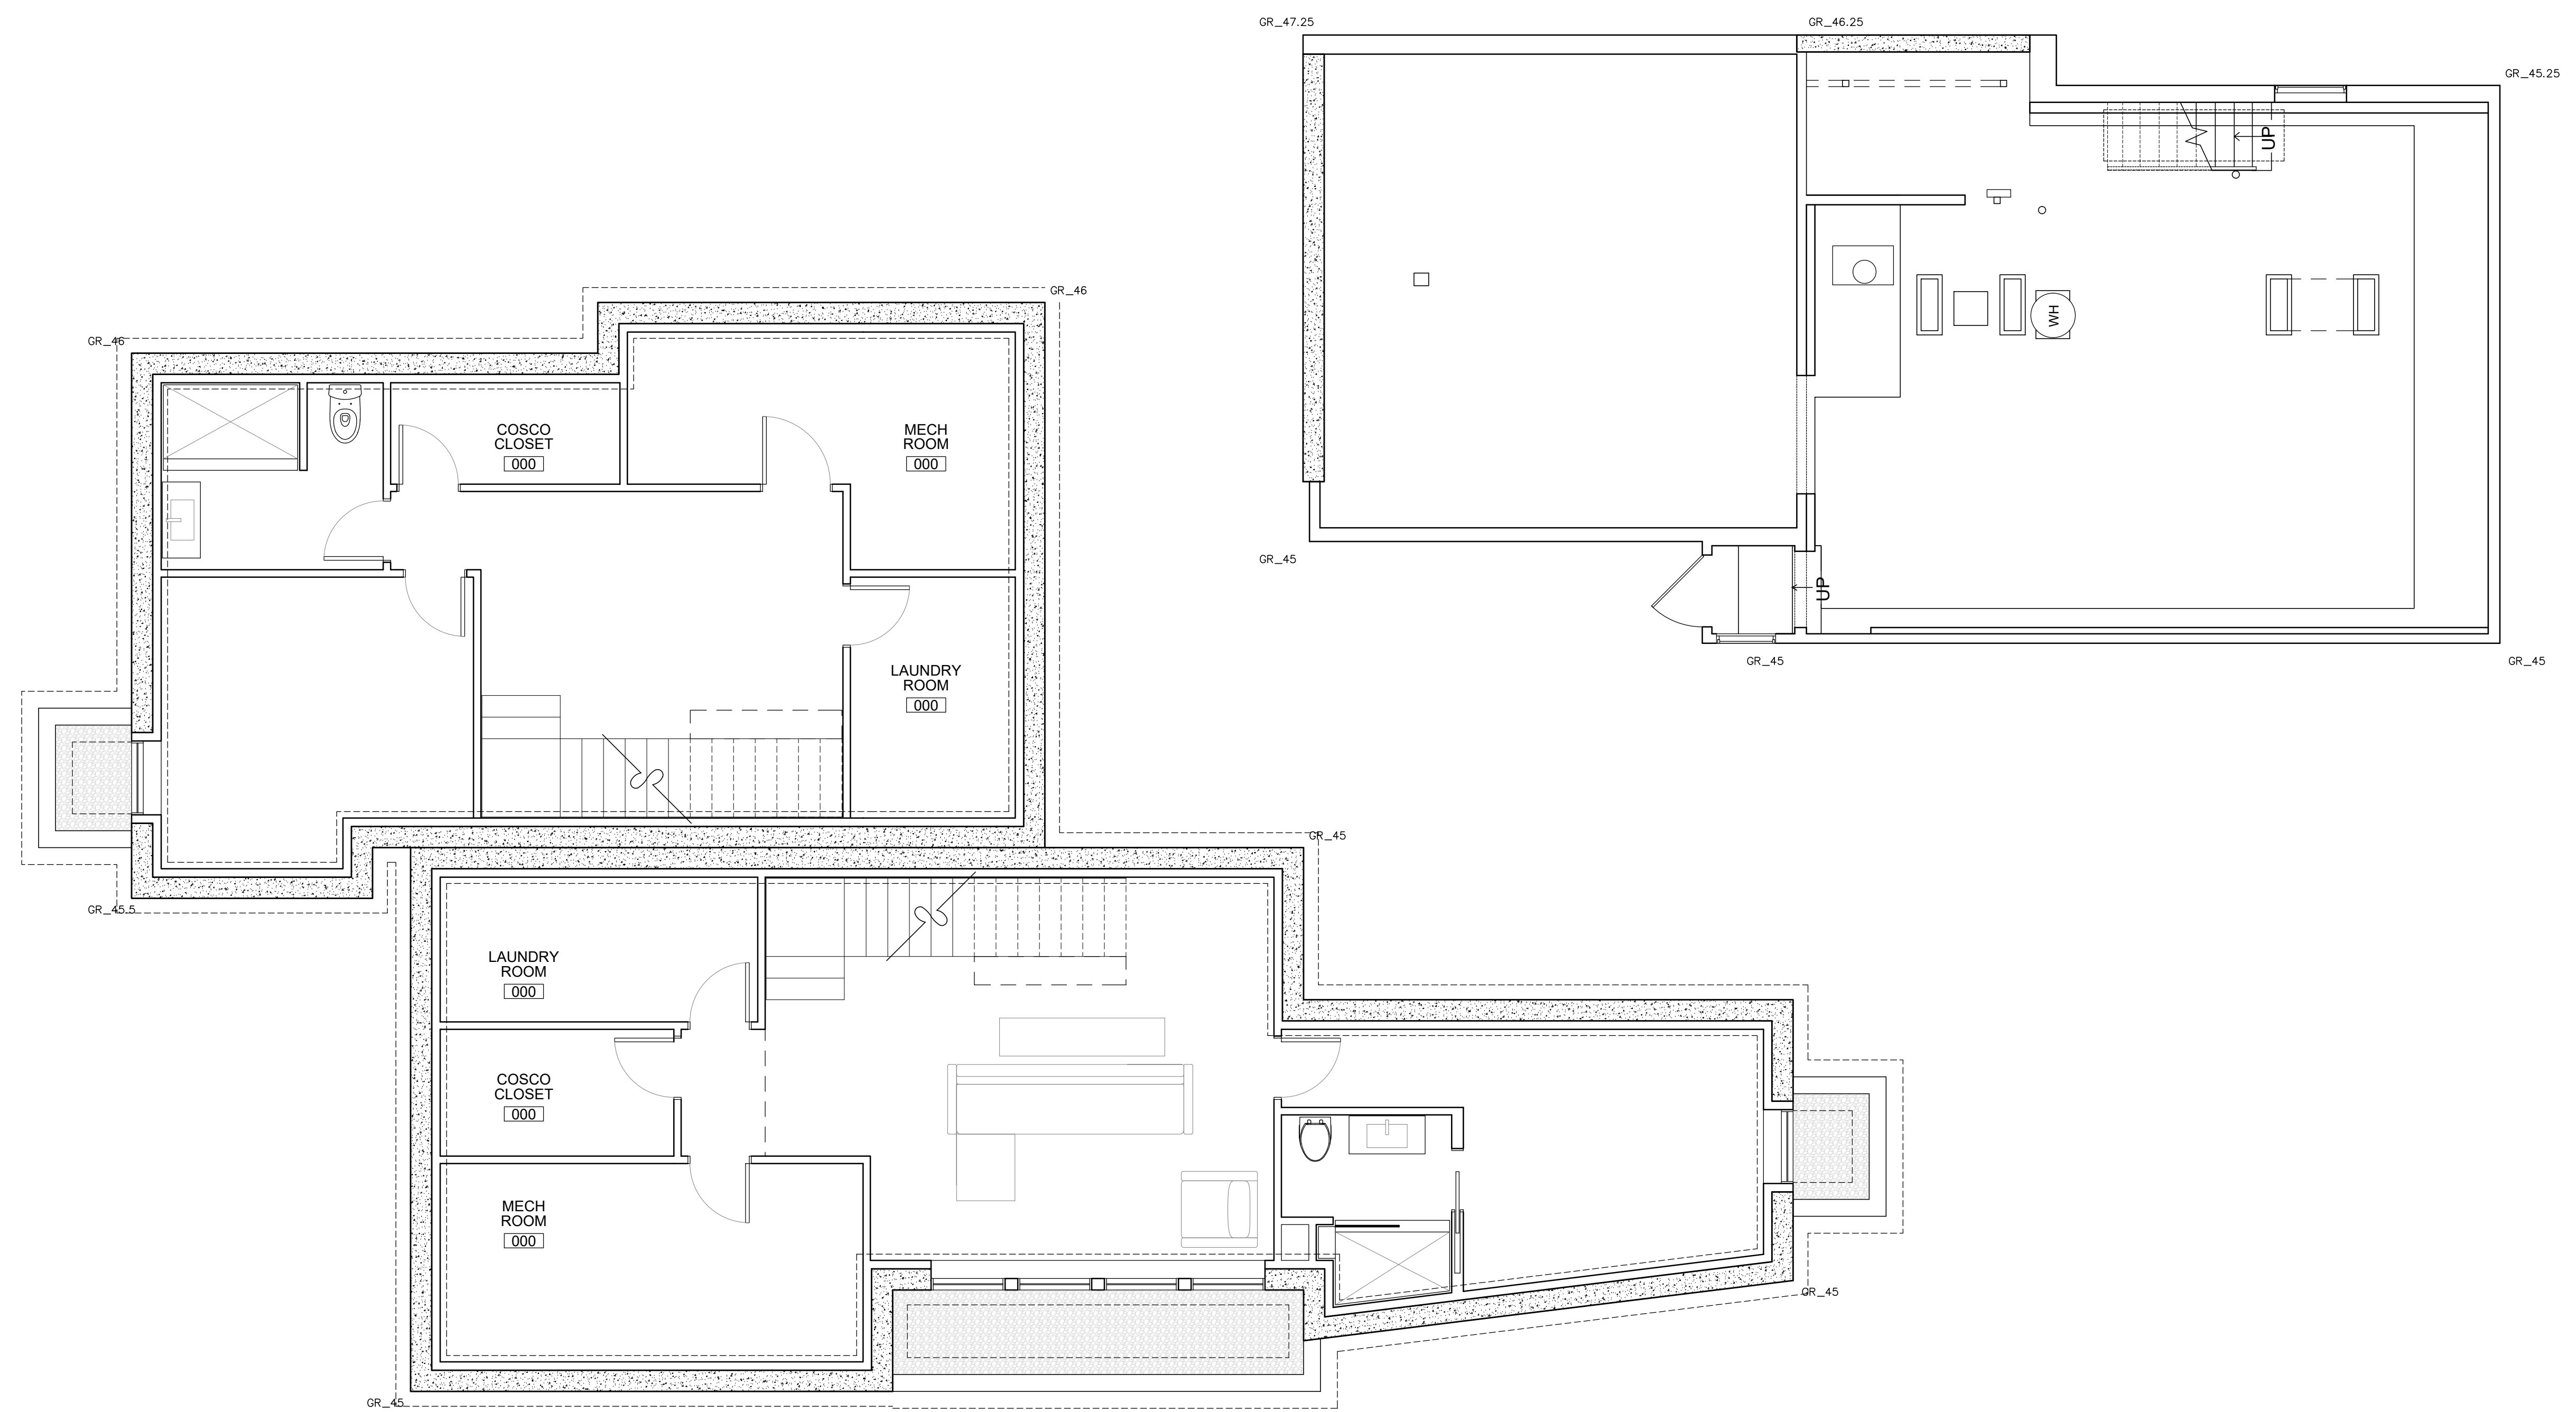 GR_47.25
GR_46.25
GR_45.25
UP
WH
GR_45
UP
GR_45
GR_45
GR_46
GR_46
COSCO
CLOSET
000
MECH
ROOM
000
LAUNDRY
ROOM
000
GR_45
GR_45.5
LAUNDRY
ROOM
000
COSCO
CLOSET
000
MECH
ROOM
000
GR_45
GR_45